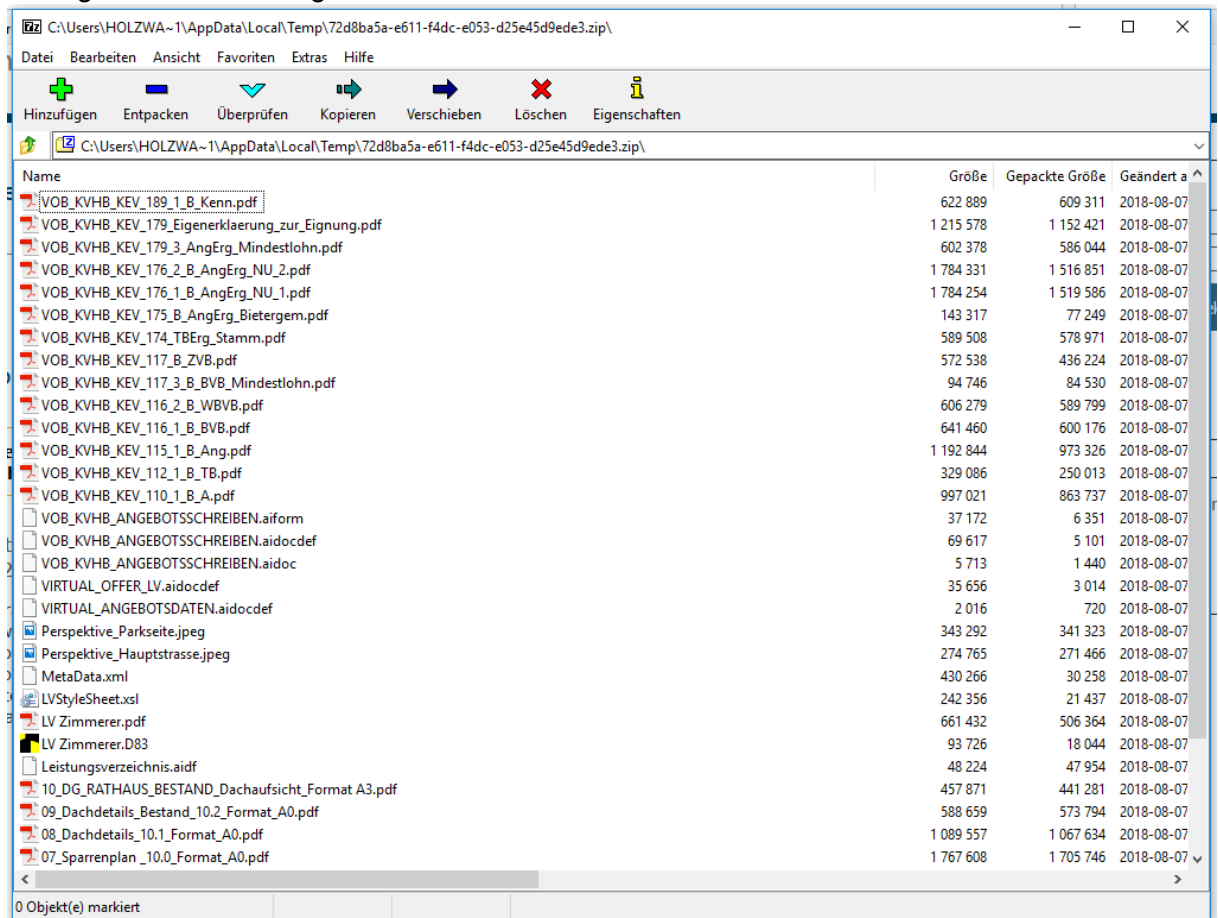 C:\Users\HOLZWA~1\AppData\Local\Temp\72d8ba5a-e611-f4dc-e053-d25e45d9ede3.zip\
Datei Bearbeiten Ansicht Favoriten Extras Hilfe
Hinzufügen Entpacken Überprüfen Kopieren Verschieben Löschen Eigenschaften
C:\Users\HOLZWA~1\AppData\Local\Temp\72d8ba5a-e611-f4dc-e053-d25e45d9ede3.zip\
Name Größe Gepackte Größe Geändert a
VOB_KVHB_KEV_189_1_B_Kenn.pdf 622 889 609 311 2018-08-07
VOB_KVHB_KEV_179_Eigenerklaerung_zur_Eignung.pdf 1 215 578 1 152 421 2018-08-07
VOB_KVHB_KEV_179_3_AngErg_Mindestlohn.pdf 602 378 586 044 2018-08-07
VOB_KVHB_KEV_176_2_B_AngErg_NU_2.pdf 1 784 331 1 516 851 2018-08-07
VOB_KVHB_KEV_176_1_B_AngErg_NU_1.pdf 1 784 254 1 519 586 2018-08-07
VOB_KVHB_KEV_175_B_AngErg_Bietergem.pdf 143 317 77 249 2018-08-07
VOB_KVHB_KEV_174_TBErg_Stamm.pdf 589 508 578 971 2018-08-07
VOB_KVHB_KEV_117_B_ZVB.pdf 572 538 436 224 2018-08-07
VOB_KVHB_KEV_117_3_B_BVB_Mindestlohn.pdf 94 746 84 530 2018-08-07
VOB_KVHB_KEV_116_2_B_WBVB.pdf 606 279 589 799 2018-08-07
VOB_KVHB_KEV_116_1_B_BVB.pdf 641 460 600 176 2018-08-07
VOB_KVHB_KEV_115_1_B_Ang.pdf 1 192 844 973 326 2018-08-07
VOB_KVHB_KEV_112_1_B_TB.pdf 329 086 250 013 2018-08-07
VOB_KVHB_KEV_110_1_B_A.pdf 997 021 863 737 2018-08-07
VOB_KVHB_ANGEBOTSSCHREIBEN.aiform 37 172 6 351 2018-08-07
VOB_KVHB_ANGEBOTSSCHREIBEN.aidocdef 69 617 5 101 2018-08-07
VOB_KVHB_ANGEBOTSSCHREIBEN.aidoc 5 713 1 440 2018-08-07
VIRTUAL_OFFER_LV.aidocdef 35 656 3 014 2018-08-07
VIRTUAL_ANGEBOTSDATEN.aidocdef 2 016 720 2018-08-07
Perspektive_Parkseite.jpeg 343 292 341 323 2018-08-07
Perspektive_Hauptstrasse.jpeg 274 765 271 466 2018-08-07
MetaData.xml 430 266 30 258 2018-08-07
LVStyleSheet.xsl 242 356 21 437 2018-08-07
LV Zimmerer.pdf 661 432 506 364 2018-08-07
LV Zimmerer.D83 93 726 18 044 2018-08-07
Leistungsverzeichnis.aidf 48 224 47 954 2018-08-07
10_DG_RATHAUS_BESTAND_Dachaufsicht_Format A3.pdf 457 871 441 281 2018-08-07
09_Dachdetails_Bestand_10.2_Format_A0.pdf 588 659 573 794 2018-08-07
08_Dachdetails_10.1_Format_A0.pdf 1 089 557 1 067 634 2018-08-07
07_Sparrenplan _10.0_Format_A0.pdf 1 767 608 1 705 746 2018-08-07
0 Objekt(e) markiert